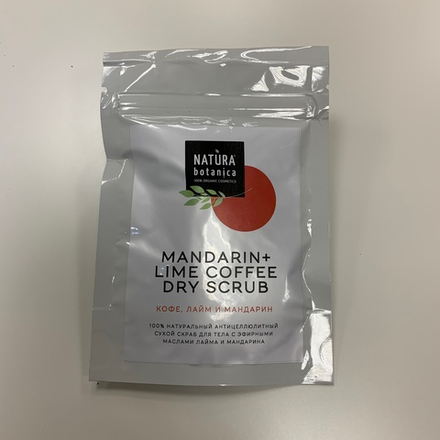 NATURA
botanica
100% ORGANIC COSMETICS
MANDARIN+
LIME COFFEE
DRY SCRUB
КОФЕ, ЛАЙМ И МАНДАРИН
100% НАТУРАЛЬНЫЙ АНТИЦЕЛЛЮЛИТНЫЙ
СУХОЙ СКРАБ ДЛЯ ТЕЛА С ЭФИРНЫМИ
МАСЛАМИ ЛАЙМА И МАНДАРИНА